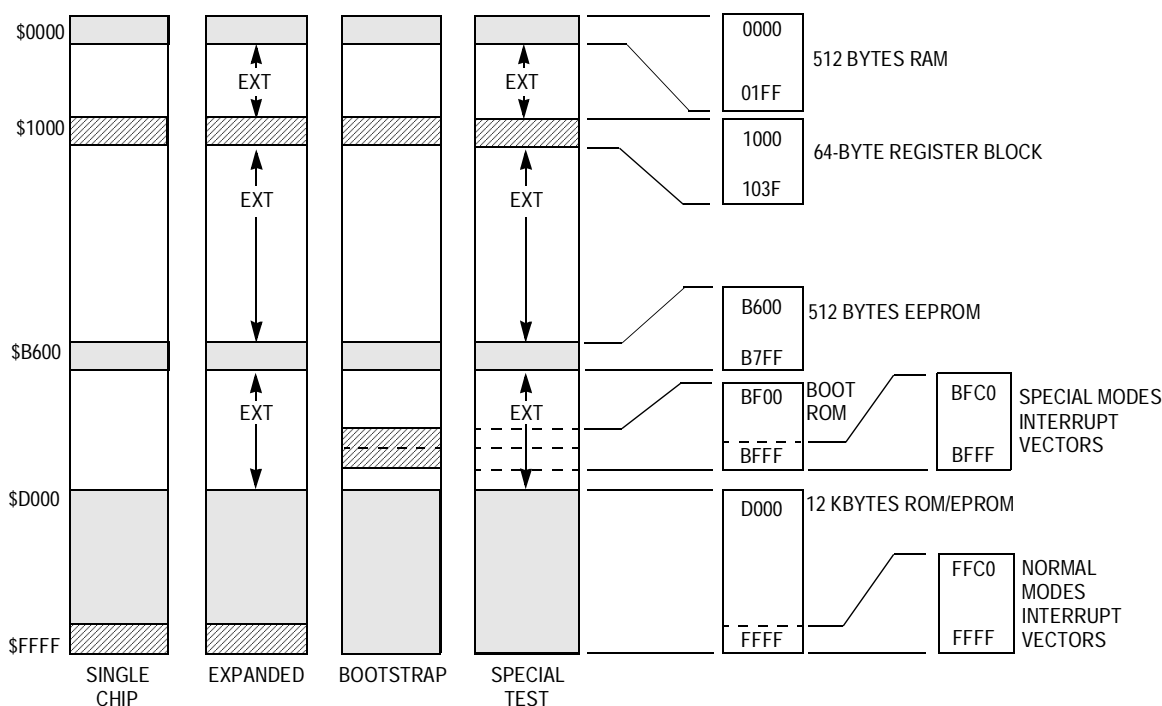 $0000
EXT
EXT
0000
01FF
512 BYTES RAM
$1000
1000
103F
64-BYTE REGISTER BLOCK
EXT
EXT
$B600
B600
B7FF
512 BYTES EEPROM
EXT
EXT
BF00
BFFF
BOOT
ROM
BFC0
BFFF
SPECIAL MODES
INTERRUPT
VECTORS
$D000
D000
FFFF
12 KBYTES ROM/EPROM
FFC0
FFFF
NORMAL
MODES
INTERRUPT
VECTORS
$FFFF
SINGLE
CHIP
EXPANDED
BOOTSTRAP
SPECIAL
TEST